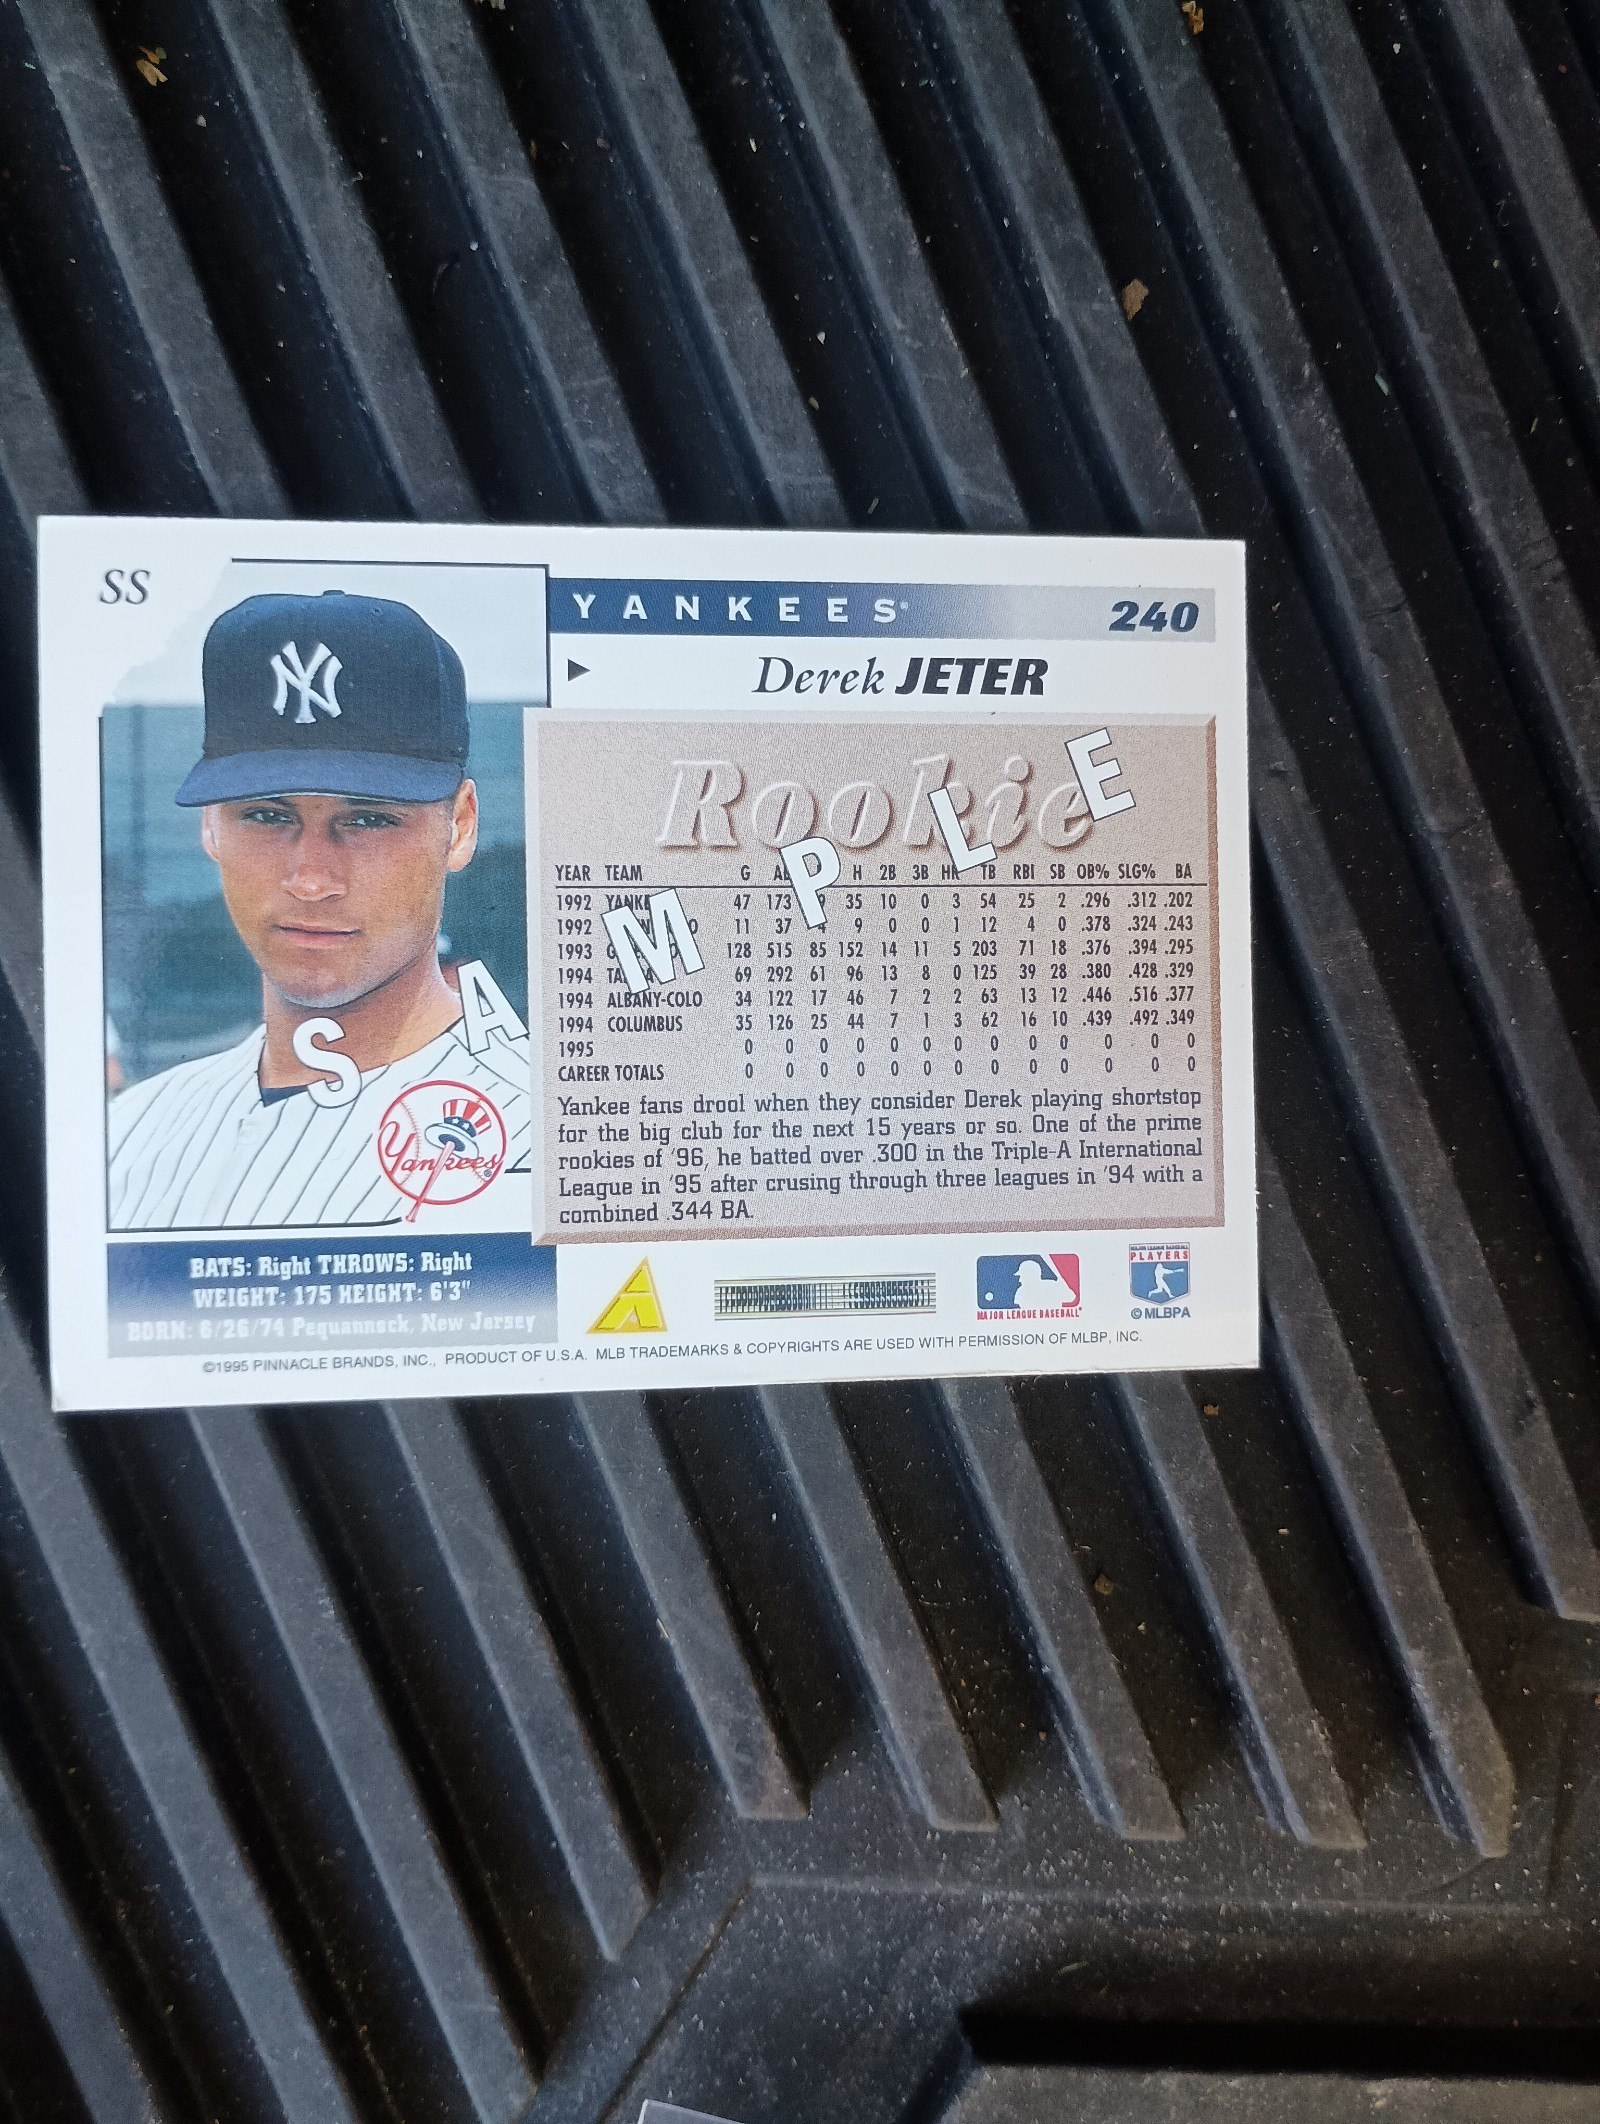 SS
YANKEES
240
Derek JETER
Rookie
SAMPLE
YEAR TEAM G H 2B 3B TB RBI SB OB% SLG% BA
1992 47 173 35 10 0 3 54 25 2 .296 .312 .202
1992 11 37 4 9 0 0 1 12 4 0 .378 .324 .243
1993 128 515 85 152 14 11 5 203 71 18 .376 .394 .295
1994 69 292 61 96 13 8 0 125 39 28 .380 .428 .329
1994 ALBANY-COLO 34 122 17 46 7 2 2 63 13 12 .446 .516 .377
1994 COLUMBUS 35 126 25 44 7 1 3 62 16 10 .439 .492 .349
1995 0 0 0 0 0 0 0 0 0 0 0 0 0
CAREER TOTALS 0 0 0 0 0 0 0 0 0 0 0 0 0
Yankee fans drool when they consider Derek playing shortstop
for the big club for the next 15 years or so. One of the prime
rookies of '96, he batted over .300 in the Triple-A International
League in '95 after crusing through three leagues in '94 with a
combined .344 BA.
NY
Yankees
BATS: Right THROWS: Right
WEIGHT: 175 HEIGHT: 6'3"
BORN: 6/26/74 Pequannock, New Jersey
MAJOR LEAGUE BASEBALL
MAJOR LEAGUE BASEBALL
PLAYERS
© MLBPA
©1995 PINNACLE BRANDS, INC., PRODUCT OF U.S.A. MLB TRADEMARKS & COPYRIGHTS ARE USED WITH PERMISSION OF MLBP, INC.